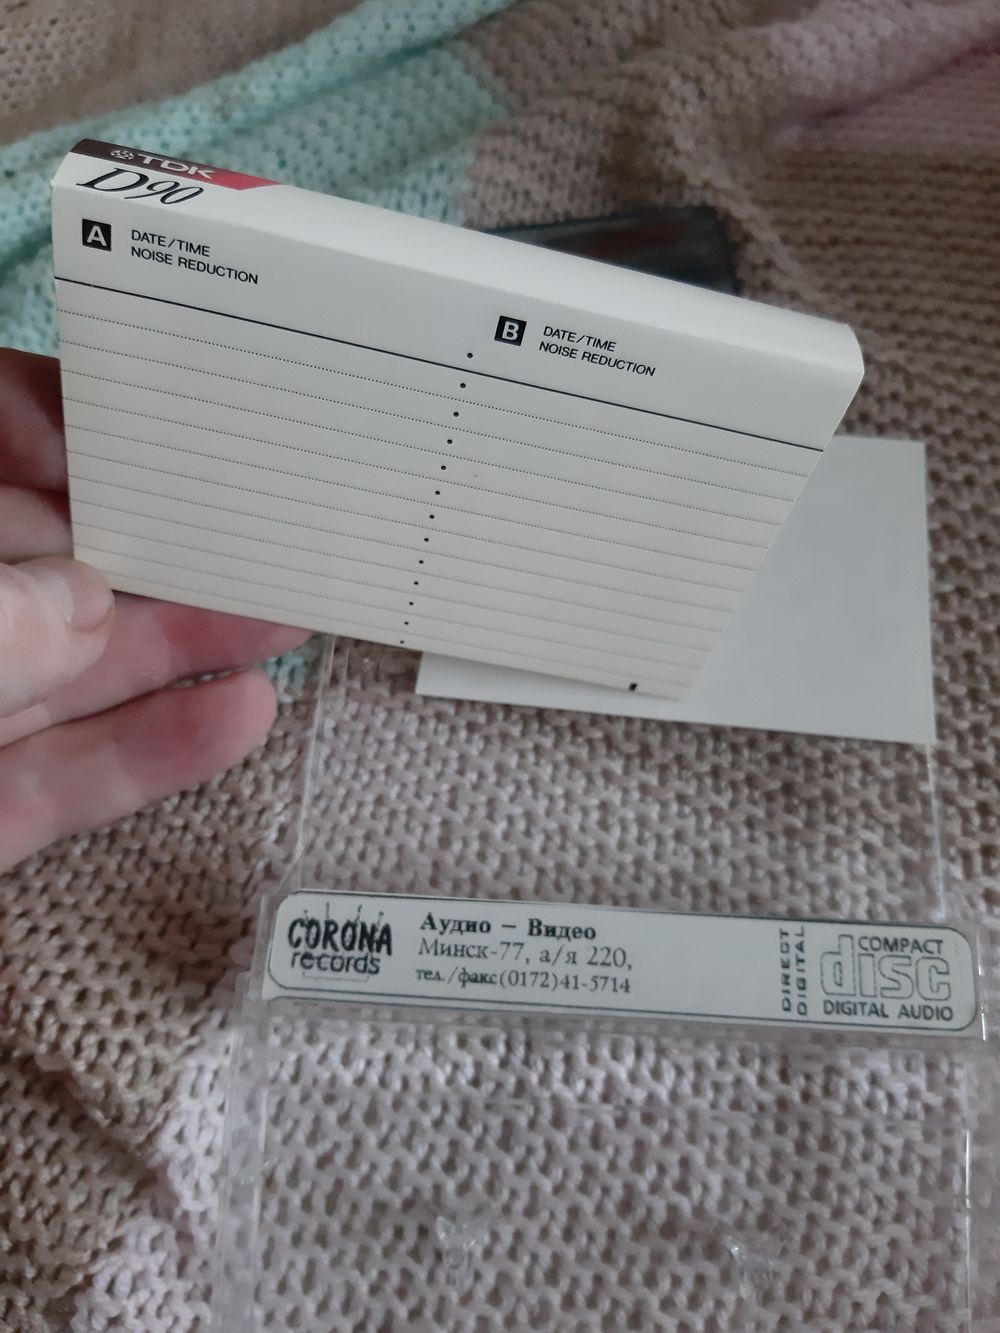 TDK
D90
A DATE/TIME
NOISE REDUCTION
B DATE/TIME
NOISE REDUCTION
CORONA
records
Аудио – Видео
Минск-77, а/я 220,
тел./факс(0172)41-5714
DIRECT
DIGITAL
COMPACT
disc
DIGITAL AUDIO